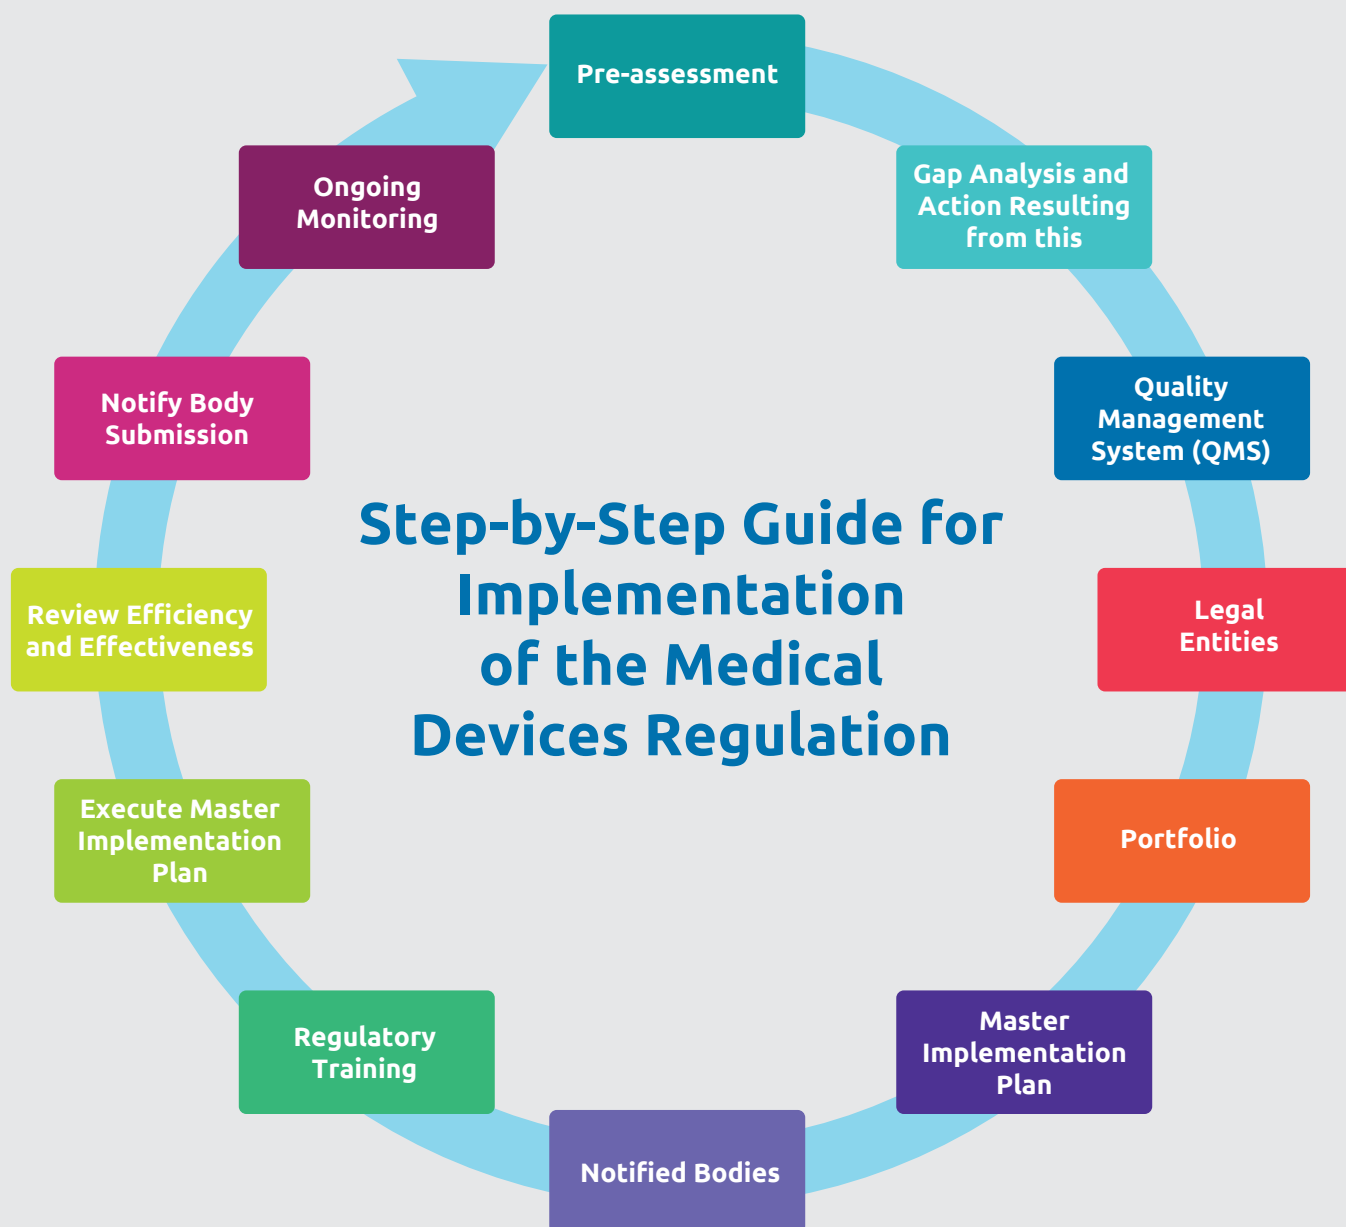 Pre-assessment
Gap Analysis and
Action Resulting
from this
Quality
Management
System (QMS)
Legal
Entities
Portfolio
Master
Implementation
Plan
Notified Bodies
Regulatory
Training
Execute Master
Implementation
Plan
Review Efficiency
and Effectiveness
Notify Body
Submission
Ongoing
Monitoring
Step-by-Step Guide for
Implementation
of the Medical
Devices Regulation